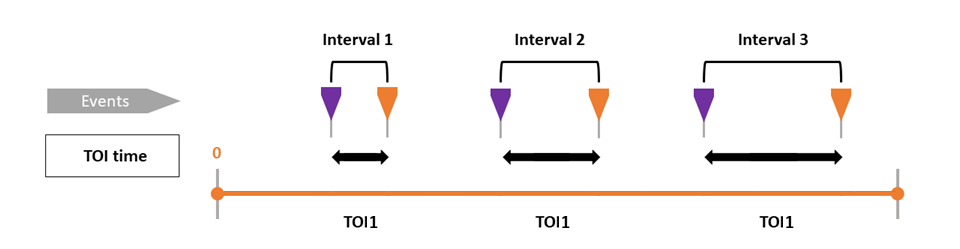 Interval 1
Interval 2
Interval 3
Events
TOI time
0
TOI1
TOI1
TOI1